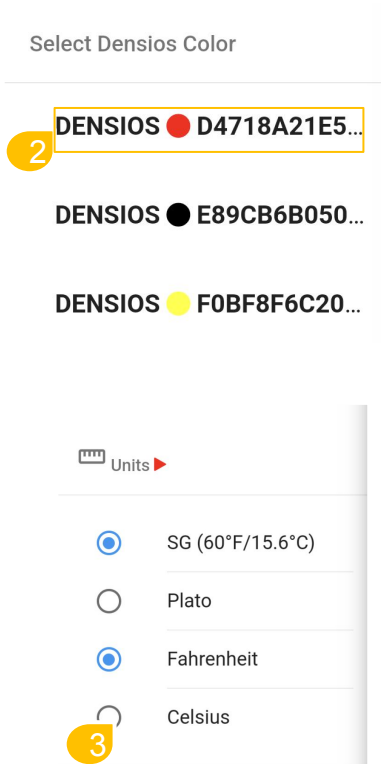 Select Densios Color
DENSIOS D4718A21E5...
2
DENSIOS E89CB6B050...
DENSIOS F0BF8F6C20...
Units
SG (60°F/15.6°C)
Plato
Fahrenheit
Celsius
3